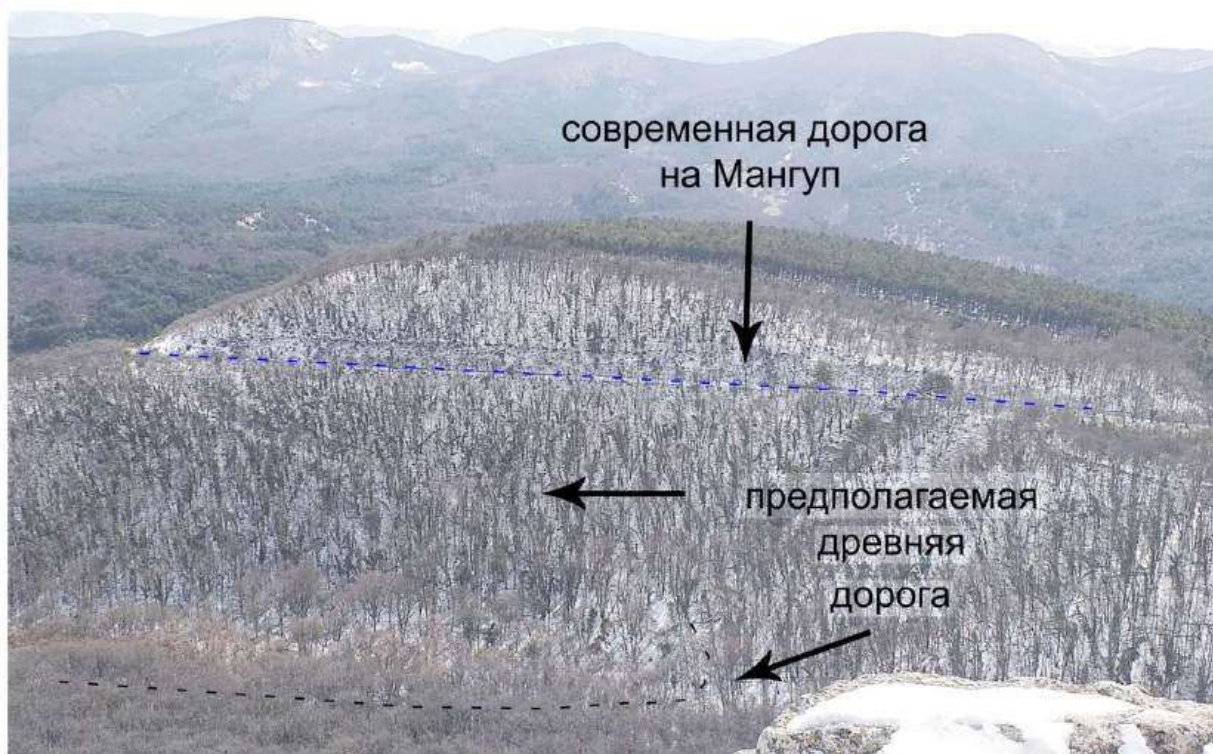 современная дорога
на Мангуп
предполагаемая
древняя
дорога